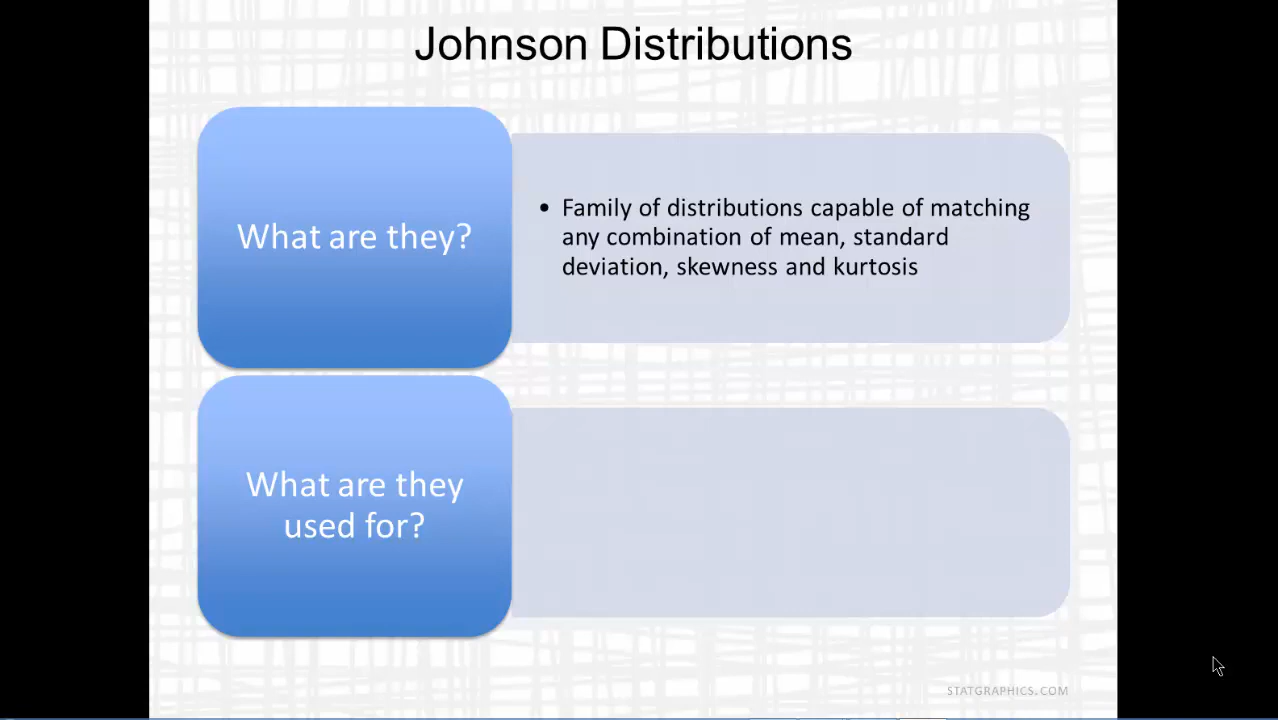 Johnson Distributions
What are they?
• Family of distributions capable of matching
any combination of mean, standard
deviation, skewness and kurtosis
What are they
used for?
STATGRAPHICS.COM